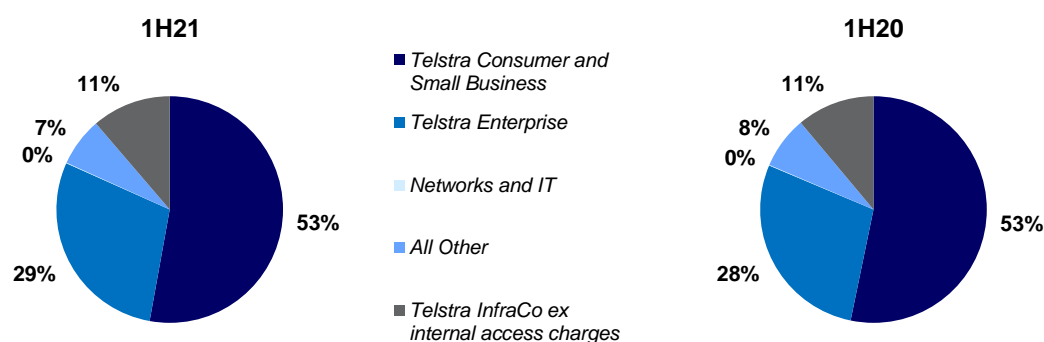 1H21
11%
7%
0%
29%
53%
Telstra Consumer and
Small Business
Telstra Enterprise
Networks and IT
All Other
Telstra InfraCo ex
internal access charges
1H20
11%
8%
0%
28%
53%